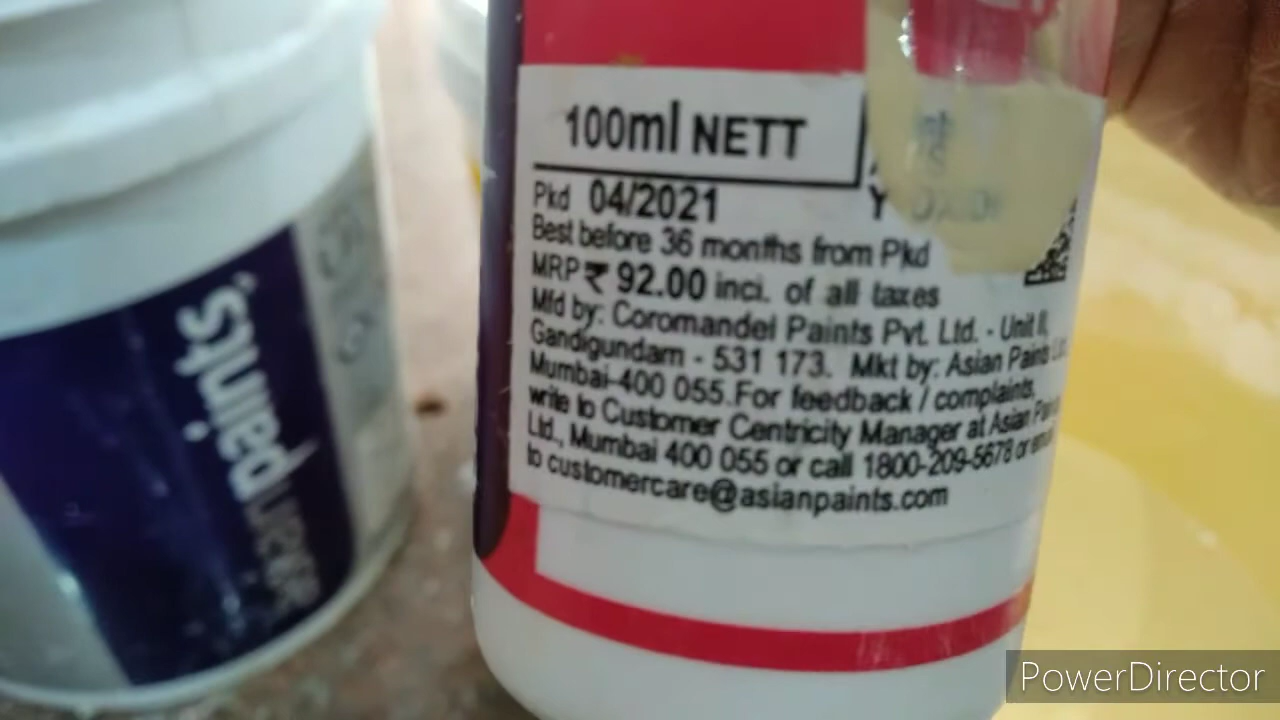 100ml NETT
Pkd 04/2021
Best before 36 months from Pkd
MRP ₹ 92.00 incl. of all taxes
Mfd by: Coromandel Paints Pvt. Ltd. - Unit II,
Gandigundam - 531 173. Mkt by: Asian Paints
Mumbai-400 055.For feedback / complaints,
write to Customer Centricity Manager at Asian
Ltd., Mumbai 400 055 or call 1800-209-5678 or
to customercare@asianpaints.com
asianpaints
PowerDirector